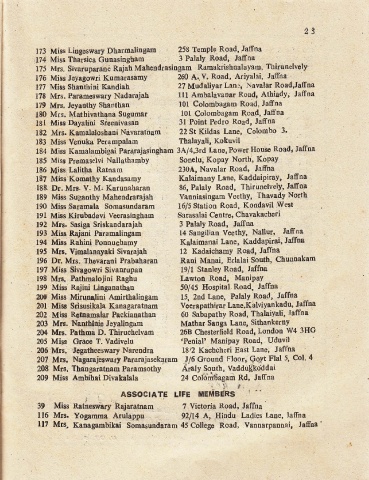 23
173 Miss Lingeswary Dharmalingam 258 Temple Road, Jaffna
174 Miss Tharsica Gunasingham 3 Palaly Road, Jaffna
175 Mrs. Sivaruparanc Rajah Mahendrasingam Ramakrishnalayam, Thirunelvely
176 Miss Jeyagowri Kumarasamy 260 A, V. Road, Ariyalai, Jaffna
177 Miss Shanthini Kandiah 27 Mudaliyar Lane, Navalar Road, Jaffna
178 Mrs. Parameswary Nadarajah 111 Ambalavanar Road, Athiady, Jaffna
179 Mrs. Jeyanthy Shanthan 101 Colombagam Road, Jaffna
180 Mrs. Mathivathana Sugumar 101 Colombagam Road, Jaffna
181 Miss Dayalini Sreenivasan 31 Point Pedro Road, Jaffna
182 Mrs. Kamalaloshani Navaratnam 22 St Kildas Lane, Colombo 3.
183 Miss Venuka Perampalam Thalayali, Kokuvil
184 Miss Kamalambigai Pararajasingham 3A/4,3rd Lane, Power House Road, Jaffna
185 Miss Pramaselvi Nallathamby Sonelu, Kopay North, Kopay
186 Miss Lalitha Ratnam 230A, Navalar Road, Jaffna
187 Miss Komathy Kandasamy Kalaimany Lane, Kaddaipiray, Jaffna
188 Dr. Mrs. V. M. Karunaharan 86, Palaly Road, Thirunelvely, Jaffna
189 Miss Suganthy Mahendrarajah Vanniasingam Veethy, Thavady North
190 Miss Saramala Somasundaram 16/5 Station Road, Kondavil West
191 Miss Kirubadevi Veerasingham Sarasalai Centre, Chavakacheri
192 Mrs. Sasiga Sriskandarajah 3 Palaly Road, Jaffna
193 Miss Rajani Paramalingam 14 Sangilian Veethy, Nallur, Jaffna
194 Miss Rahini Ponnuchamy Kalaimanai Lane, Kaddapirai, Jaffna
195 Mrs. Vimalanayaki Sivarajah 12 Kadaichamy Road, Jaffna
196 Dr. Mrs. Thevarani Prabaharan Rani Manai, Erlalai South, Chunnakam
197 Miss Sivagowri Sivarupan 19/1 Stanley Road, Jaffna
198 Mrs. Pathmalojini Raghu Lawton Road, Manipay
199 Miss Rajini Linganathan 50/45 Hospital Road, Jaffna
200 Miss Mirunalini Amirthalingam 15, 2nd Lane, Palaly Road, Jaffna
201 Miss Srisusikala Kanagaratnam Veerapathirar Lane, Kalviyankadu, Jaffna
202 Miss Retnamalar Packianathan 60 Sabapathy Road, Thalaiyali, Jaffna
203 Mrs. Nanthinie Jeyalingam Mathar Sanga Lane, Sithankerny
204 Mrs. Pathma D. Thiruchelvam 26B Chesterfield Road, London W4 3HG
205 Miss Grace T. Vadivelu 'Penial' Manipay Road, Uduvil
206 Mrs. Jegatheswary Narendra 18/2 Kachcheri East Lane, Jaffna
207 Mrs. Nagarajeswary Pararajasekaram J/6 Ground Floor, Govt Flat 5, Col. 4
208 Mrs. Thangaratnam Paramsothy Araly South, Vaddukkoddai
209 Miss Ambihai Divakalala 24 Colombagam Rd, Jaffna
ASSOCIATE LIFE MEMBERS
39 Miss Ratneswary Rajaratnam 7 Victoria Road, Jaffna
116 Mrs. Yogamma Arulappu 92/14 A, Hindu Ladies Lane, Jaffna
117 Mrs. Kanagambikai Somasundaram 45 College Road, Vannarpannai, Jaffna